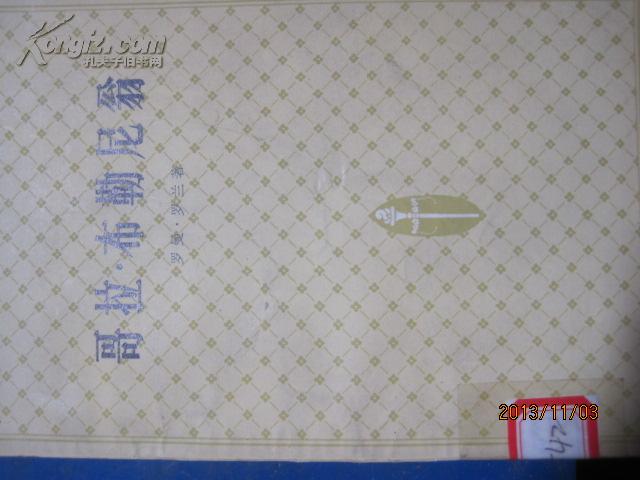 Kongfz.com
孔夫子旧书网
哥拉·布勒尼翁
罗曼·罗兰著
2013/11/03